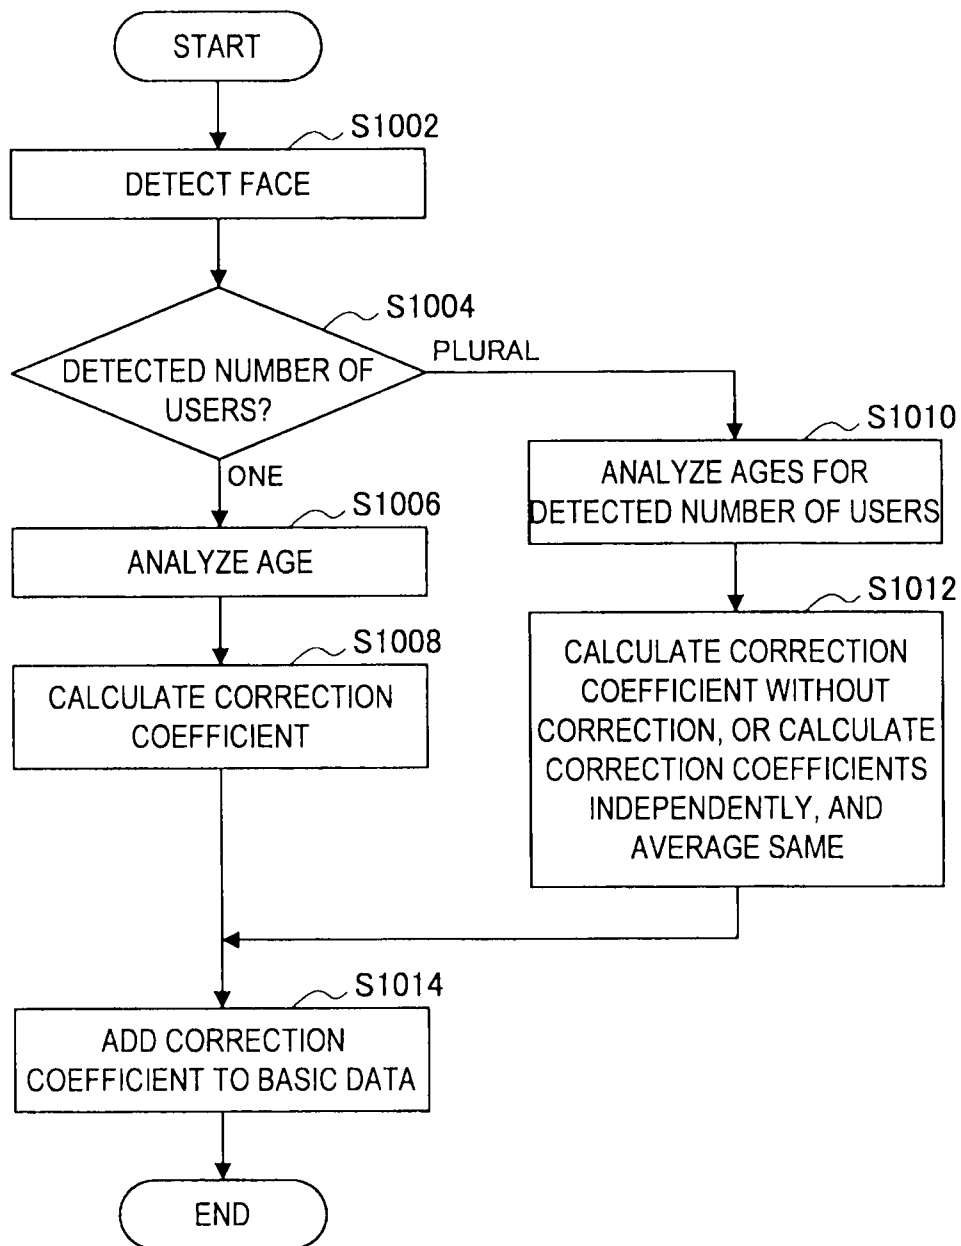 START
S1002
DETECT FACE
S1004
DETECTED NUMBER OF
USERS?
PLURAL
ONE
S1006
ANALYZE AGE
S1008
CALCULATE CORRECTION
COEFFICIENT
S1010
ANALYZE AGES FOR
DETECTED NUMBER OF USERS
S1012
CALCULATE CORRECTION
COEFFICIENT WITHOUT
CORRECTION, OR CALCULATE
CORRECTION COEFFICIENTS
INDEPENDENTLY, AND
AVERAGE SAME
S1014
ADD CORRECTION
COEFFICIENT TO BASIC DATA
END